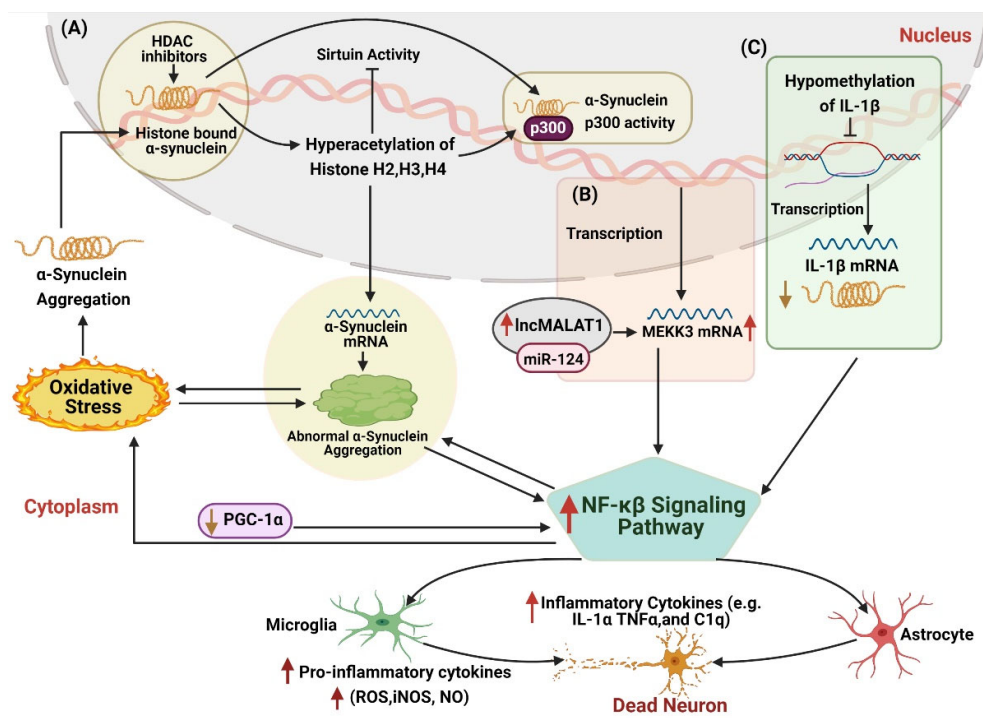 (A)
HDAC
inhibitors
Histone bound
α-synuclein
Sirtuin Activity
Hyperacetylation of
Histone H2,H3,H4
α-Synuclein
p300 activity
p300
Nucleus
(C)
Hypomethylation
of IL-1β
Transcription
IL-1β mRNA
(B)
Transcription
lncMALAT1
miR-124
MEKK3 mRNA
α-Synuclein
Aggregation
α-Synuclein
mRNA
Abnormal α-Synuclein
Aggregation
Oxidative
Stress
Cytoplasm
PGC-1α
NF-κβ Signaling
Pathway
Microglia
Pro-inflammatory cytokines
(ROS,iNOS, NO)
Inflammatory Cytokines (e.g.
IL-1α TNFα,and C1q)
Astrocyte
Dead Neuron